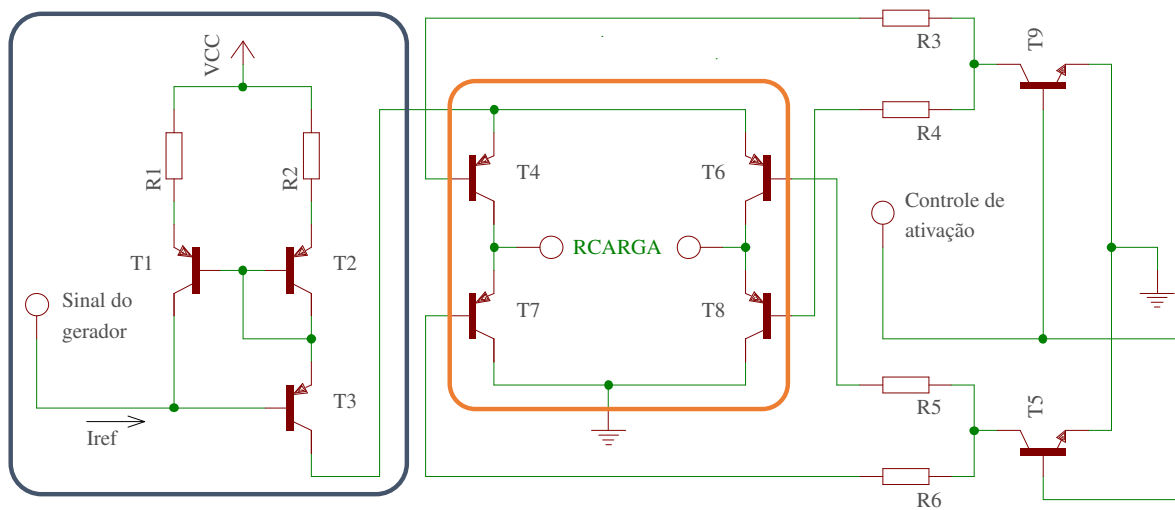 VCC
R1
R2
T1
T2
Sinal do
gerador
T3
Iref
T4
T6
RCARGA
T7
T8
R3
R4
T9
Controle de
ativação
R5
T5
R6